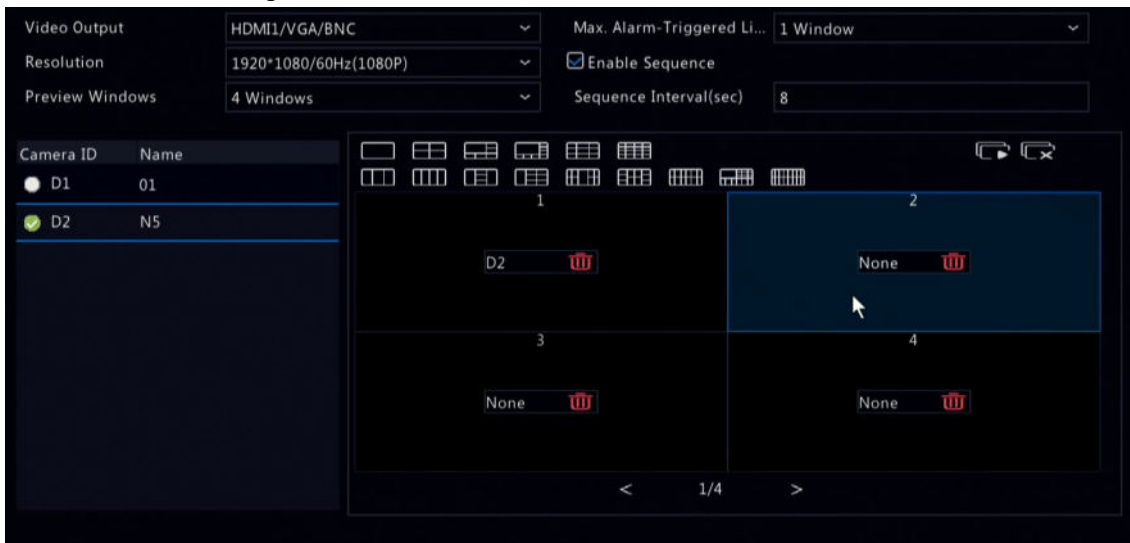 Video Output HDMI1/VGA/BNC Max. Alarm-Triggered Li... 1 Window
Resolution 1920*1080/60Hz(1080P) Enable Sequence
Preview Windows 4 Windows Sequence Interval(sec) 8
Camera ID Name
D1 01
D2 N5
1 2
D2 None
3 4
None None
< 1/4 >